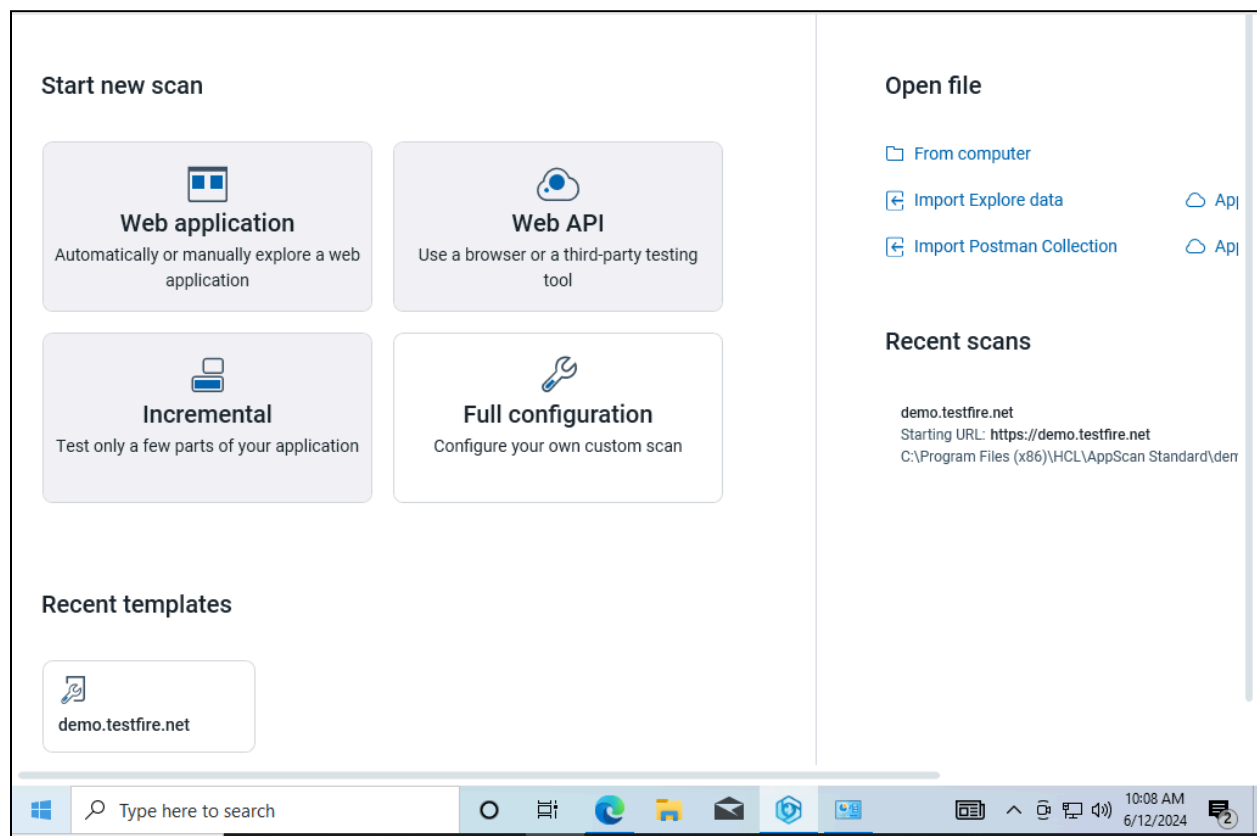 Start new scan
Web application
Automatically or manually explore a web
application
Web API
Use a browser or a third-party testing
tool
Incremental
Test only a few parts of your application
Full configuration
Configure your own custom scan
Recent templates
demo.testfire.net
Open file
From computer
Import Explore data
Import Postman Collection
Recent scans
demo.testfire.net
Starting URL: https://demo.testfire.net
C:\Program Files (x86)\HCL\AppScan Standard\dem
Type here to search
10:08 AM
6/12/2024
2